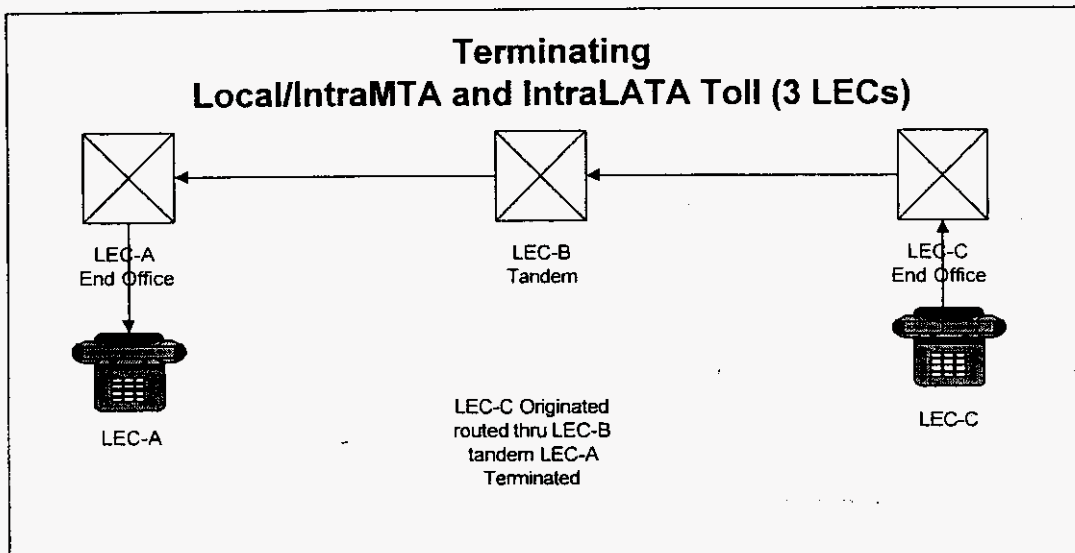 Terminating
Local/IntraMTA and IntraLATA Toll (3 LECs)
LEC-A
End Office
LEC-B
Tandem
LEC-C
End Office
LEC-A
LEC-C Originated
routed thru LEC-B
tandem LEC-A
Terminated
LEC-C